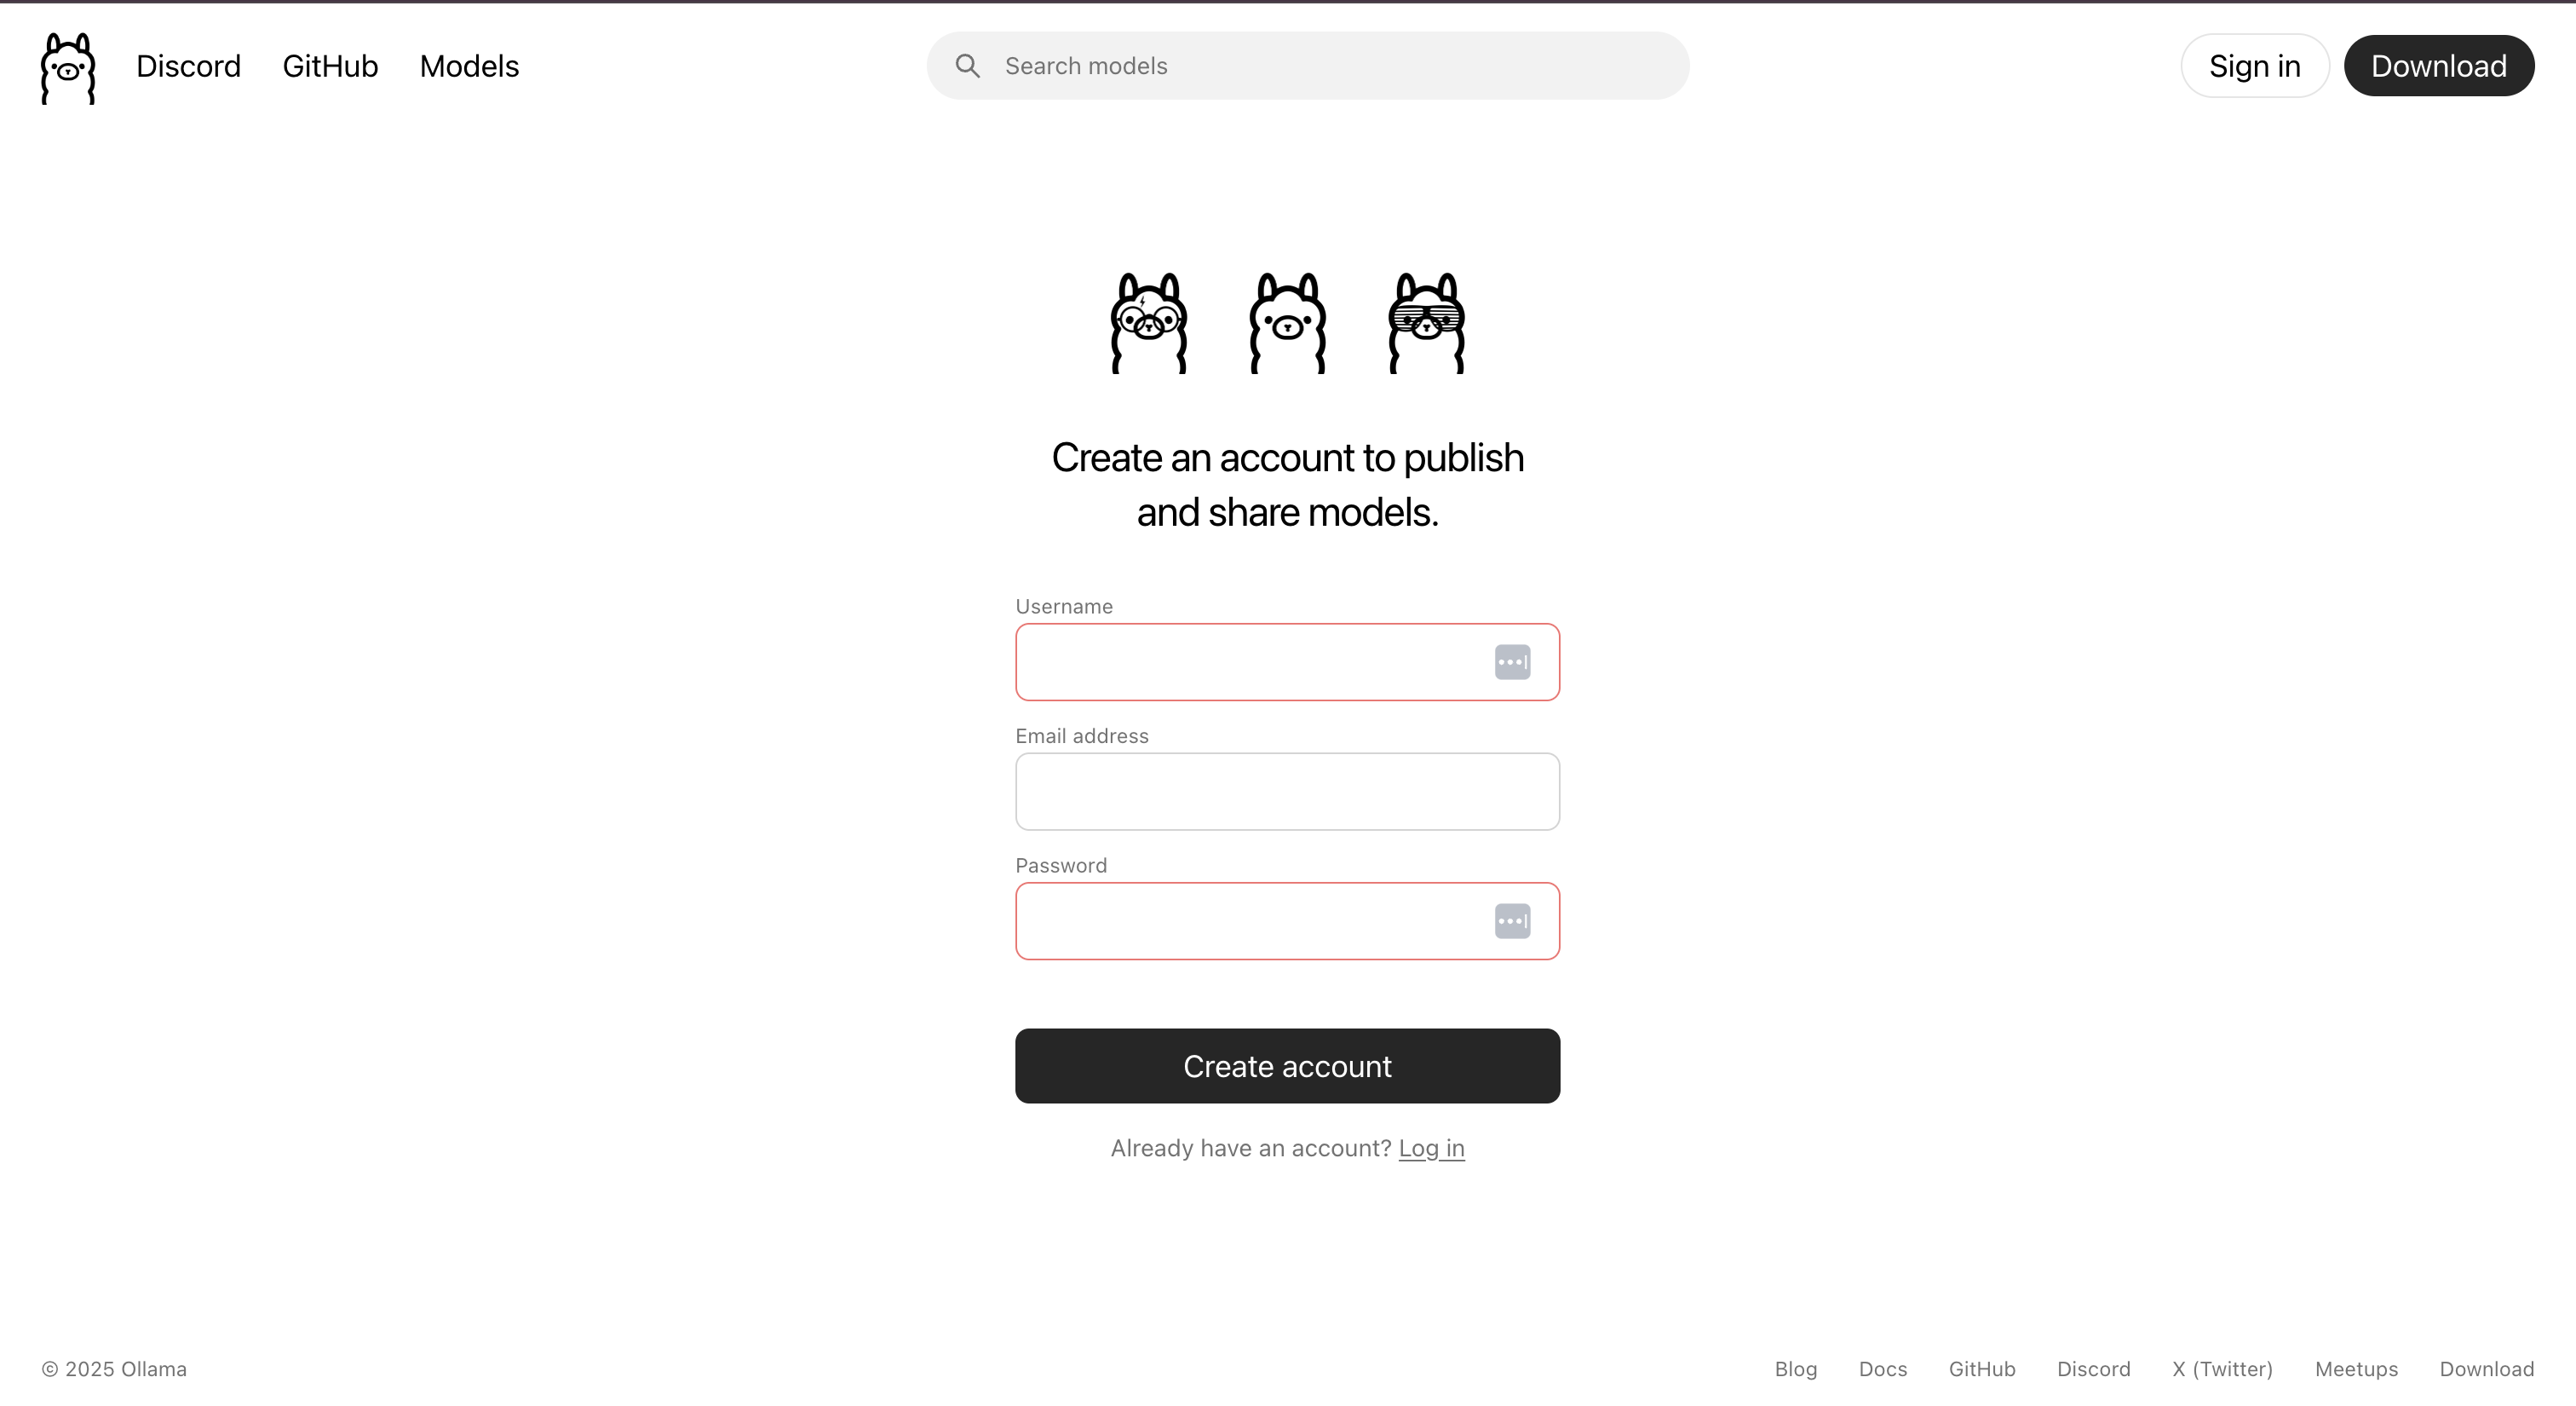 Discord
GitHub
Models
Search models
Sign in
Download
Create an account to publish
and share models.
Username
Email address
Password
Create account
Already have an account? Log in
© 2025 Ollama
Blog
Docs
GitHub
Discord
X (Twitter)
Meetups
Download